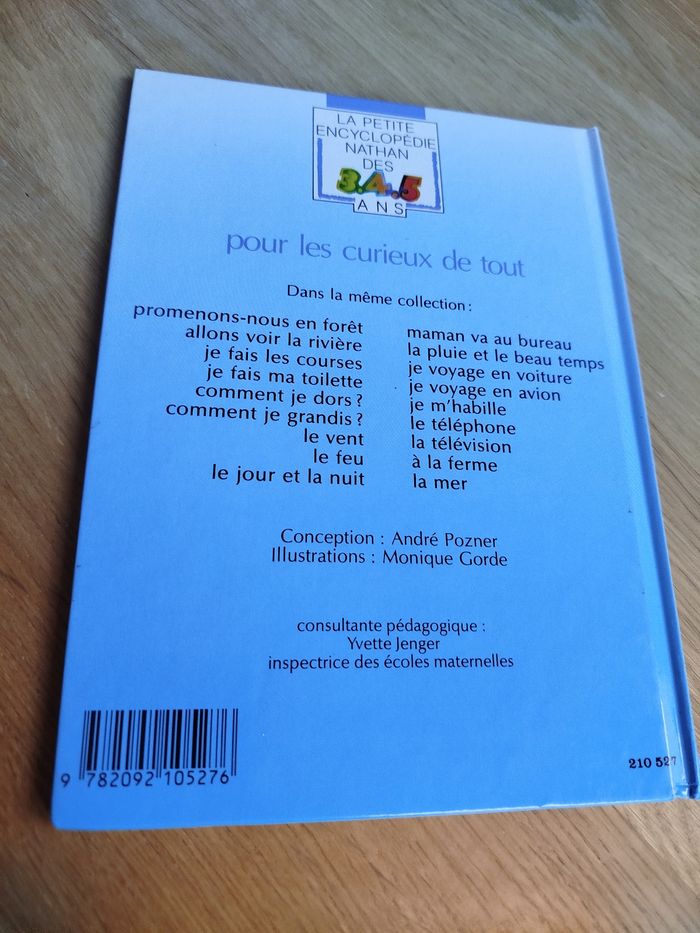 LA PETITE
ENCYCLOPÉDIE
NATHAN
DES
3.4.5
ANS
pour les curieux de tout
Dans la même collection :
promenons-nous en forêt
allons voir la rivière
je fais les courses
je fais ma toilette
comment je dors ?
comment je grandis ?
le vent
le feu
le jour et la nuit
maman va au bureau
la pluie et le beau temps
je voyage en voiture
je voyage en avion
je m'habille
le téléphone
la télévision
à la ferme
la mer
Conception : André Pozner
Illustrations : Monique Gorde
consultante pédagogique :
Yvette Jenger
inspectrice des écoles maternelles
9 782092 105276
210 527